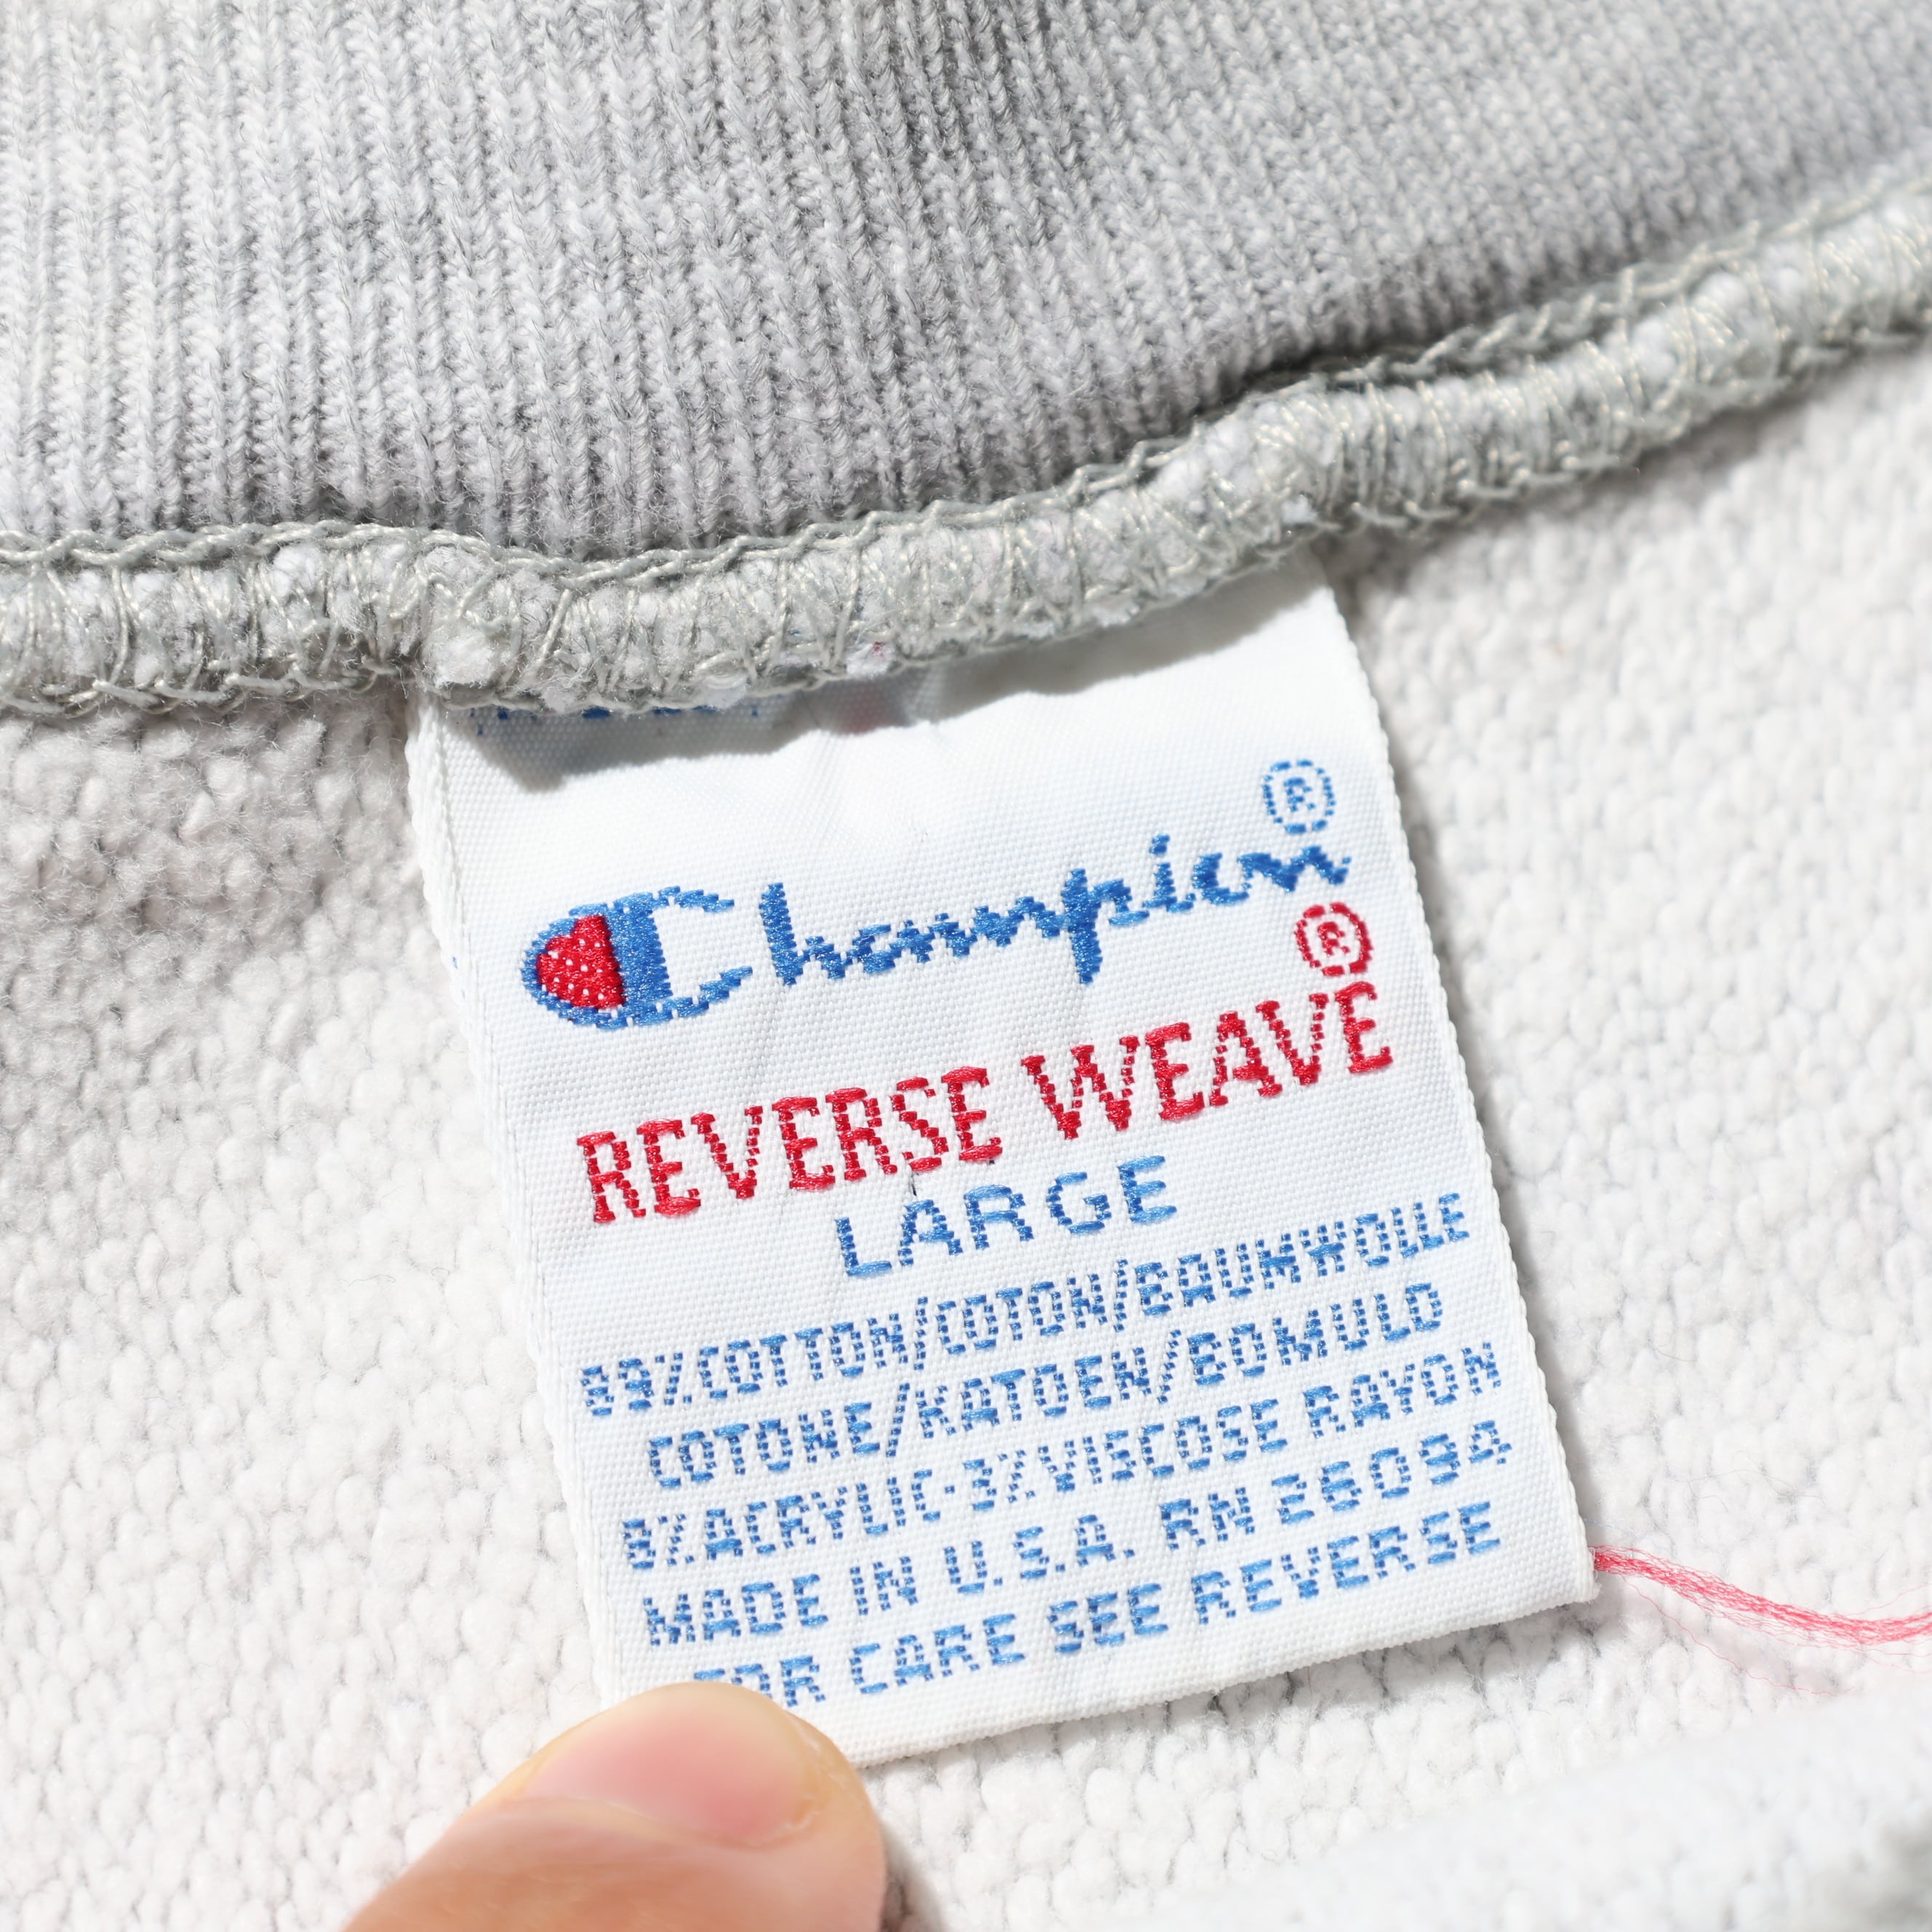 Champion®
REVERSE WEAVE®
LARGE
89%COTTON/COTON/BAUMWOLLE
COTONE/KATOEN/BOMULD
8%ACRYLIC-3%VISCOSE RAYON
MADE IN U.S.A. RN 26094
FOR CARE SEE REVERSE